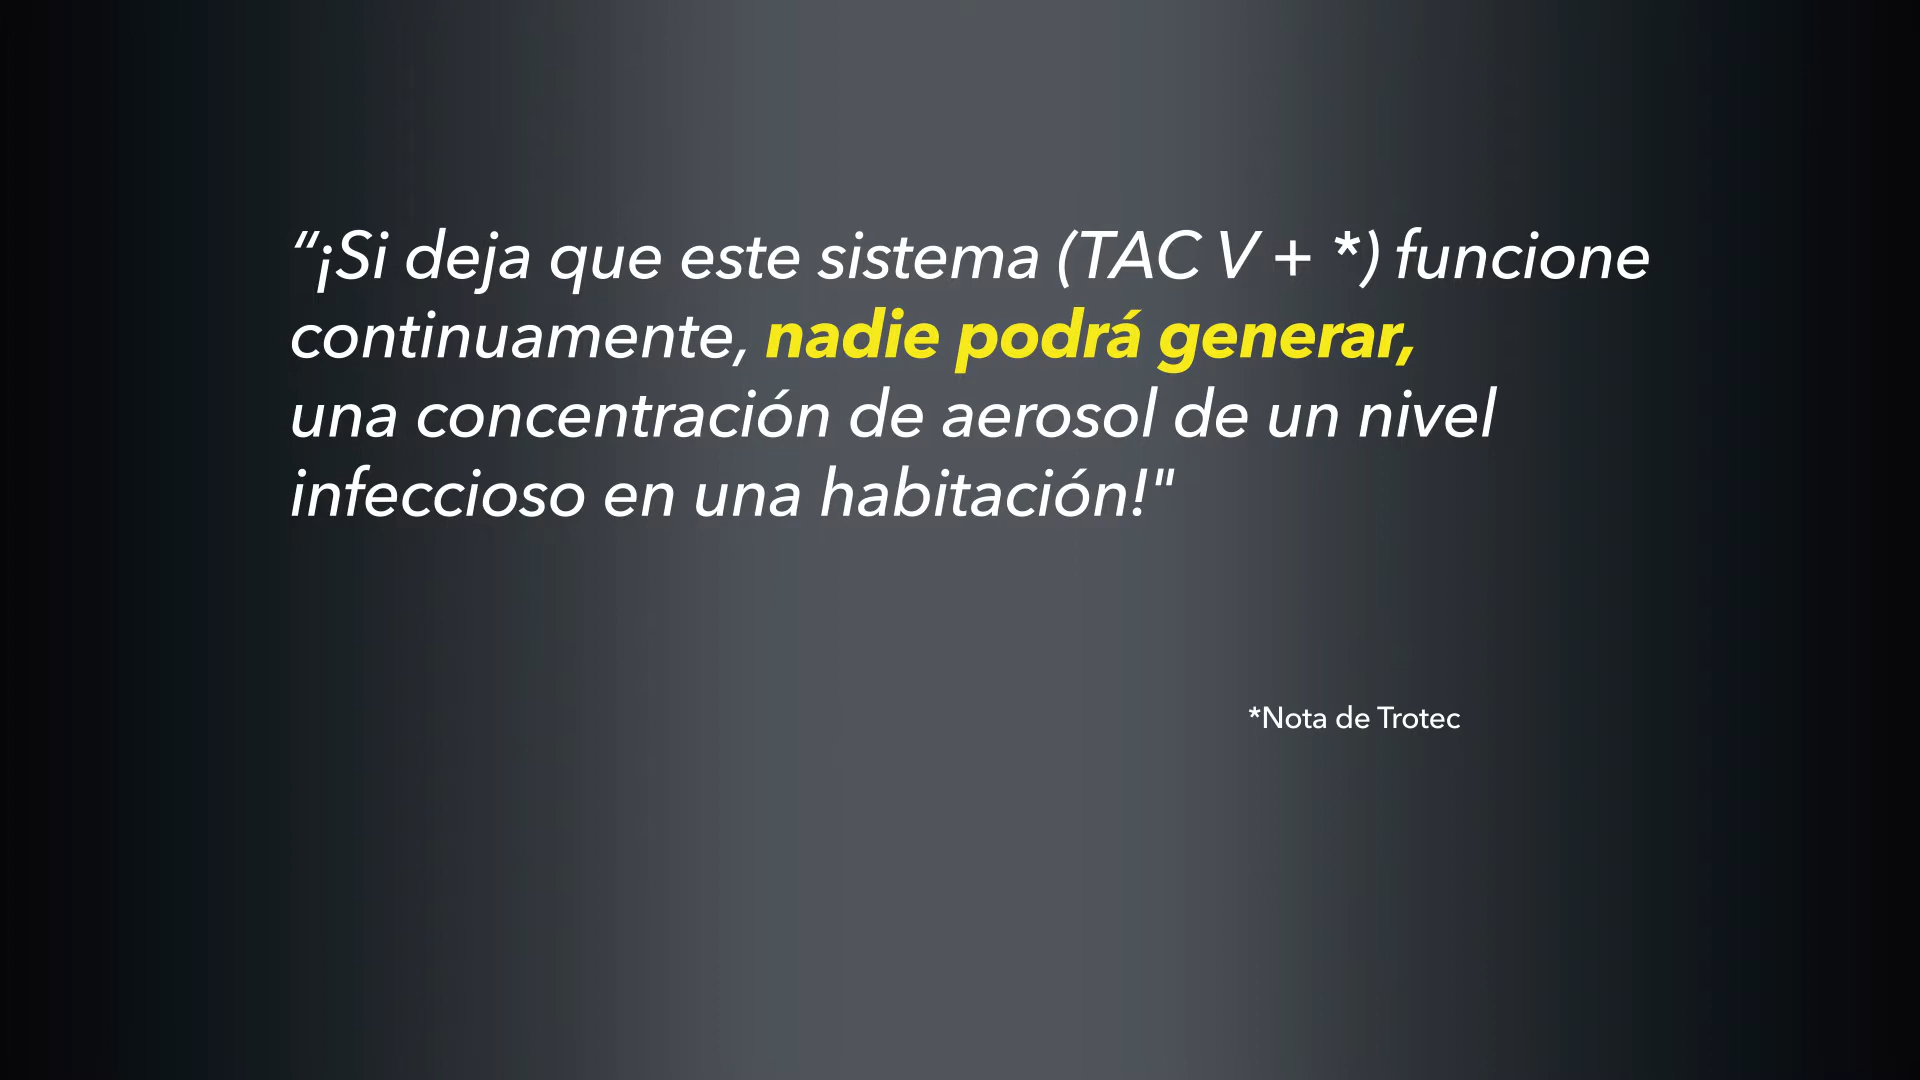 “¡Si deja que este sistema (TAC V + *) funcione
continuamente, nadie podrá generar,
una concentración de aerosol de un nivel
infeccioso en una habitación!"
*Nota de Trotec